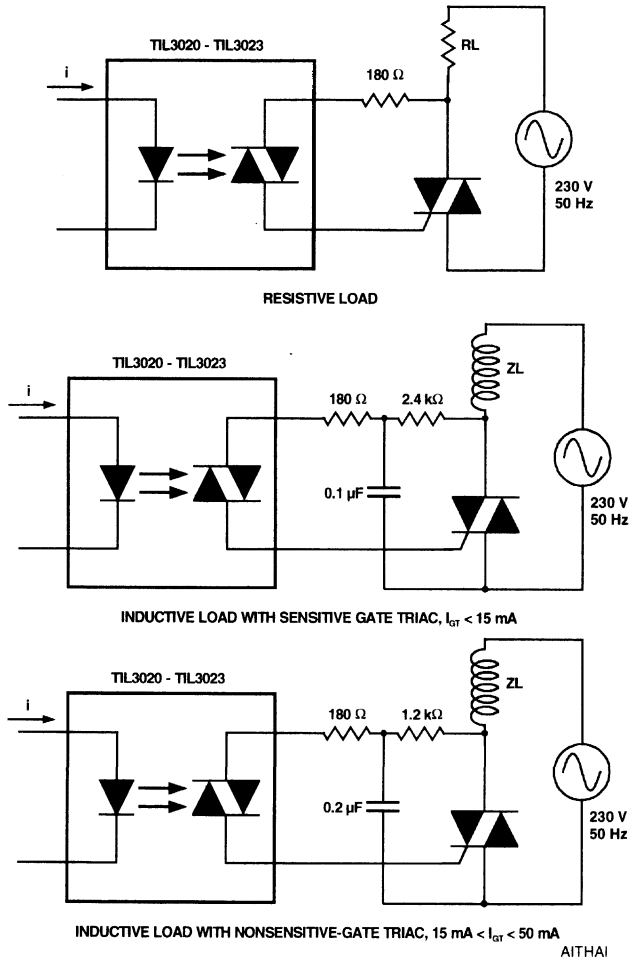 TIL3020 - TIL3023
i
180 Ω
RL
230 V
50 Hz
RESISTIVE LOAD
TIL3020 - TIL3023
i
180 Ω
2.4 kΩ
ZL
0.1 µF
230 V
50 Hz
INDUCTIVE LOAD WITH SENSITIVE GATE TRIAC, IGT < 15 mA
TIL3020 - TIL3023
i
180 Ω
1.2 kΩ
ZL
0.2 µF
230 V
50 Hz
INDUCTIVE LOAD WITH NONSENSITIVE-GATE TRIAC, 15 mA < IGT < 50 mA
AITHAI